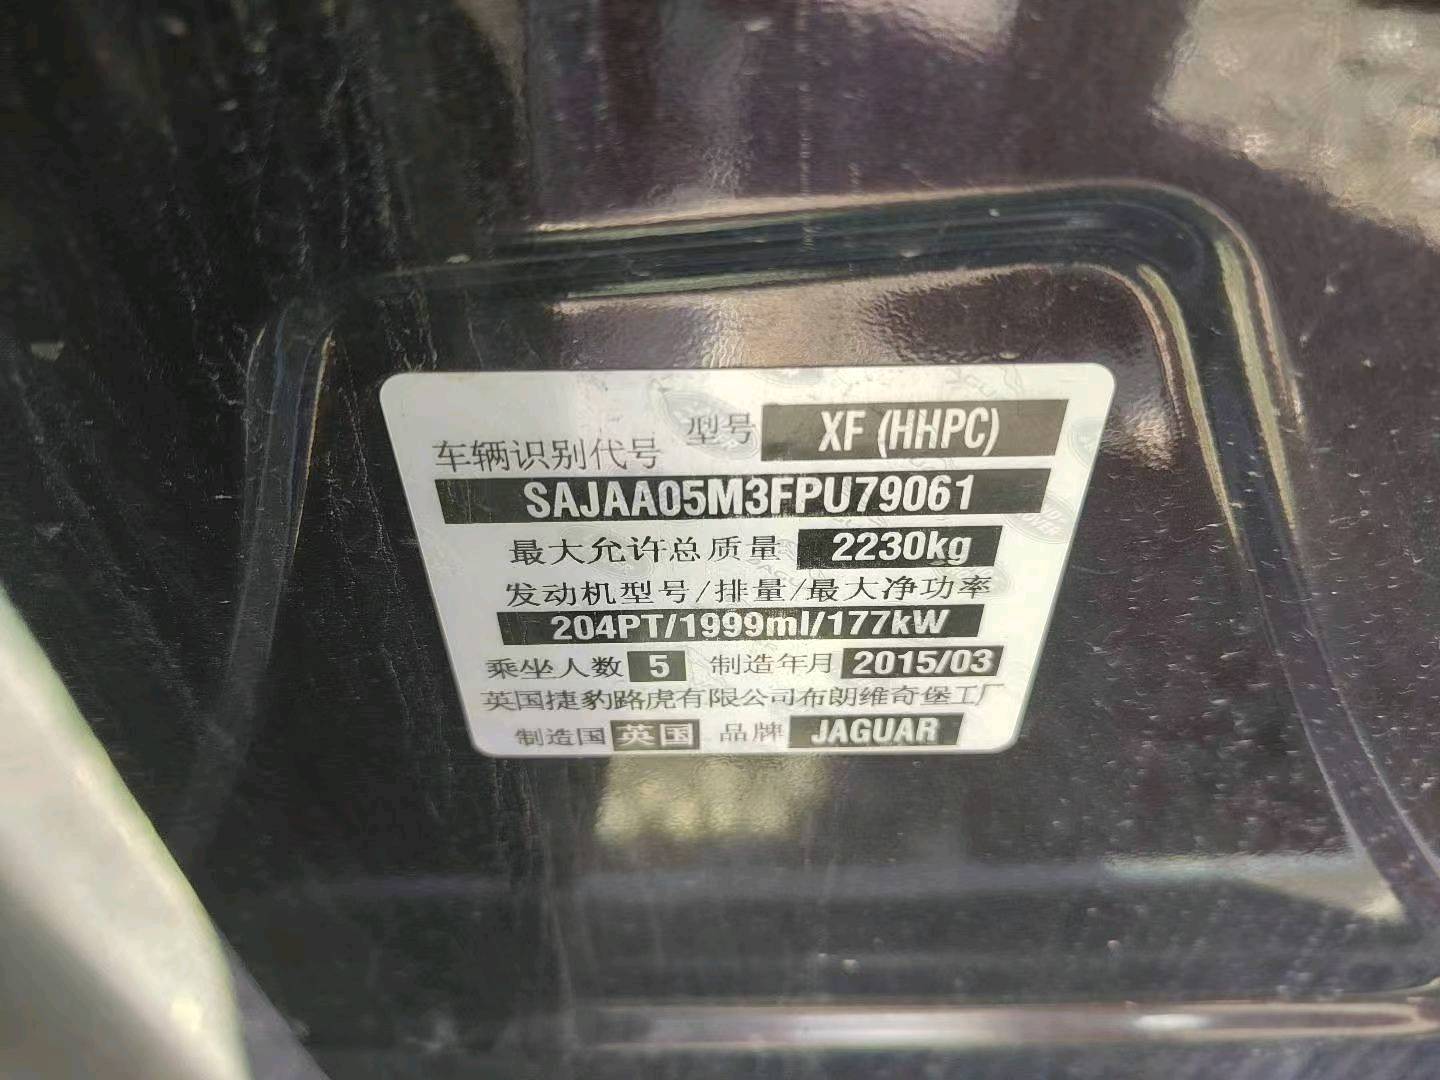 型号 XF (HHPC)
车辆识别代号
SAJAA05M3FPU79061
最大允许总质量 2230kg
发动机型号/排量/最大净功率
204PT/1999ml/177kW
乘坐人数 5 制造年月 2015/03
英国捷豹路虎有限公司布朗维奇堡工厂
制造国 英国 品牌 JAGUAR